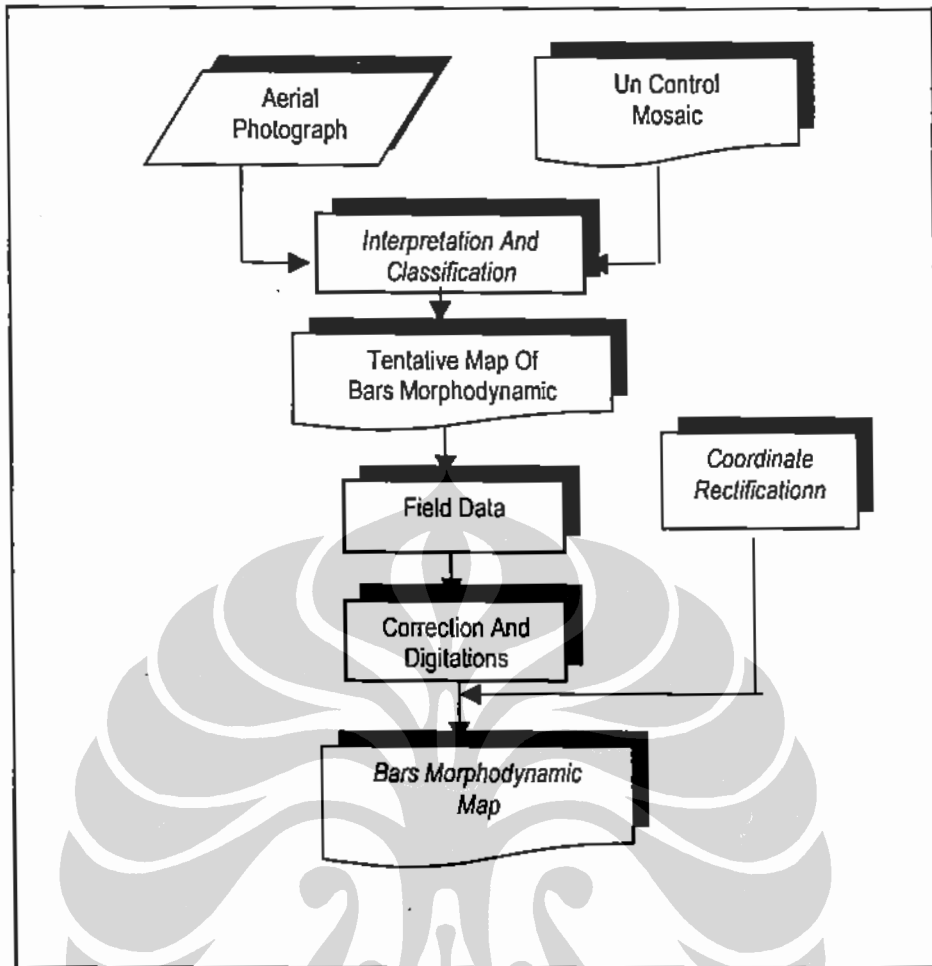 Aerial
Photograph
Un Control
Mosaic
Interpretation And
Classification
Tentative Map Of
Bars Morphodynamic
Coordinate
Rectificationn
Field Data
Correction And
Digitations
Bars Morphodynamic
Map